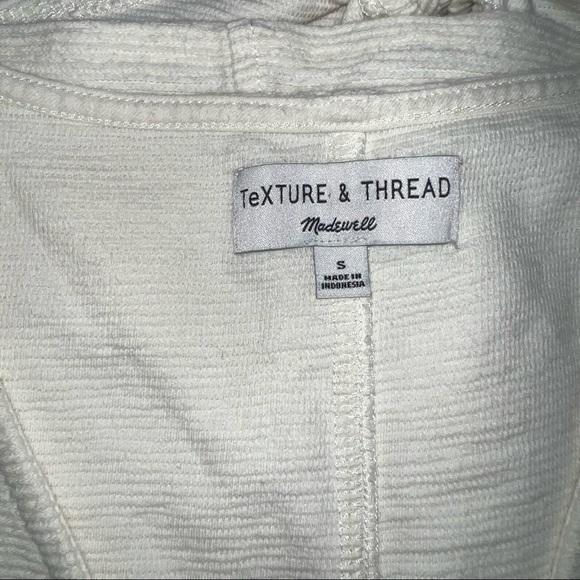 TeXTURE & THREAD
Madewell
S
MADE IN
INDONESIA